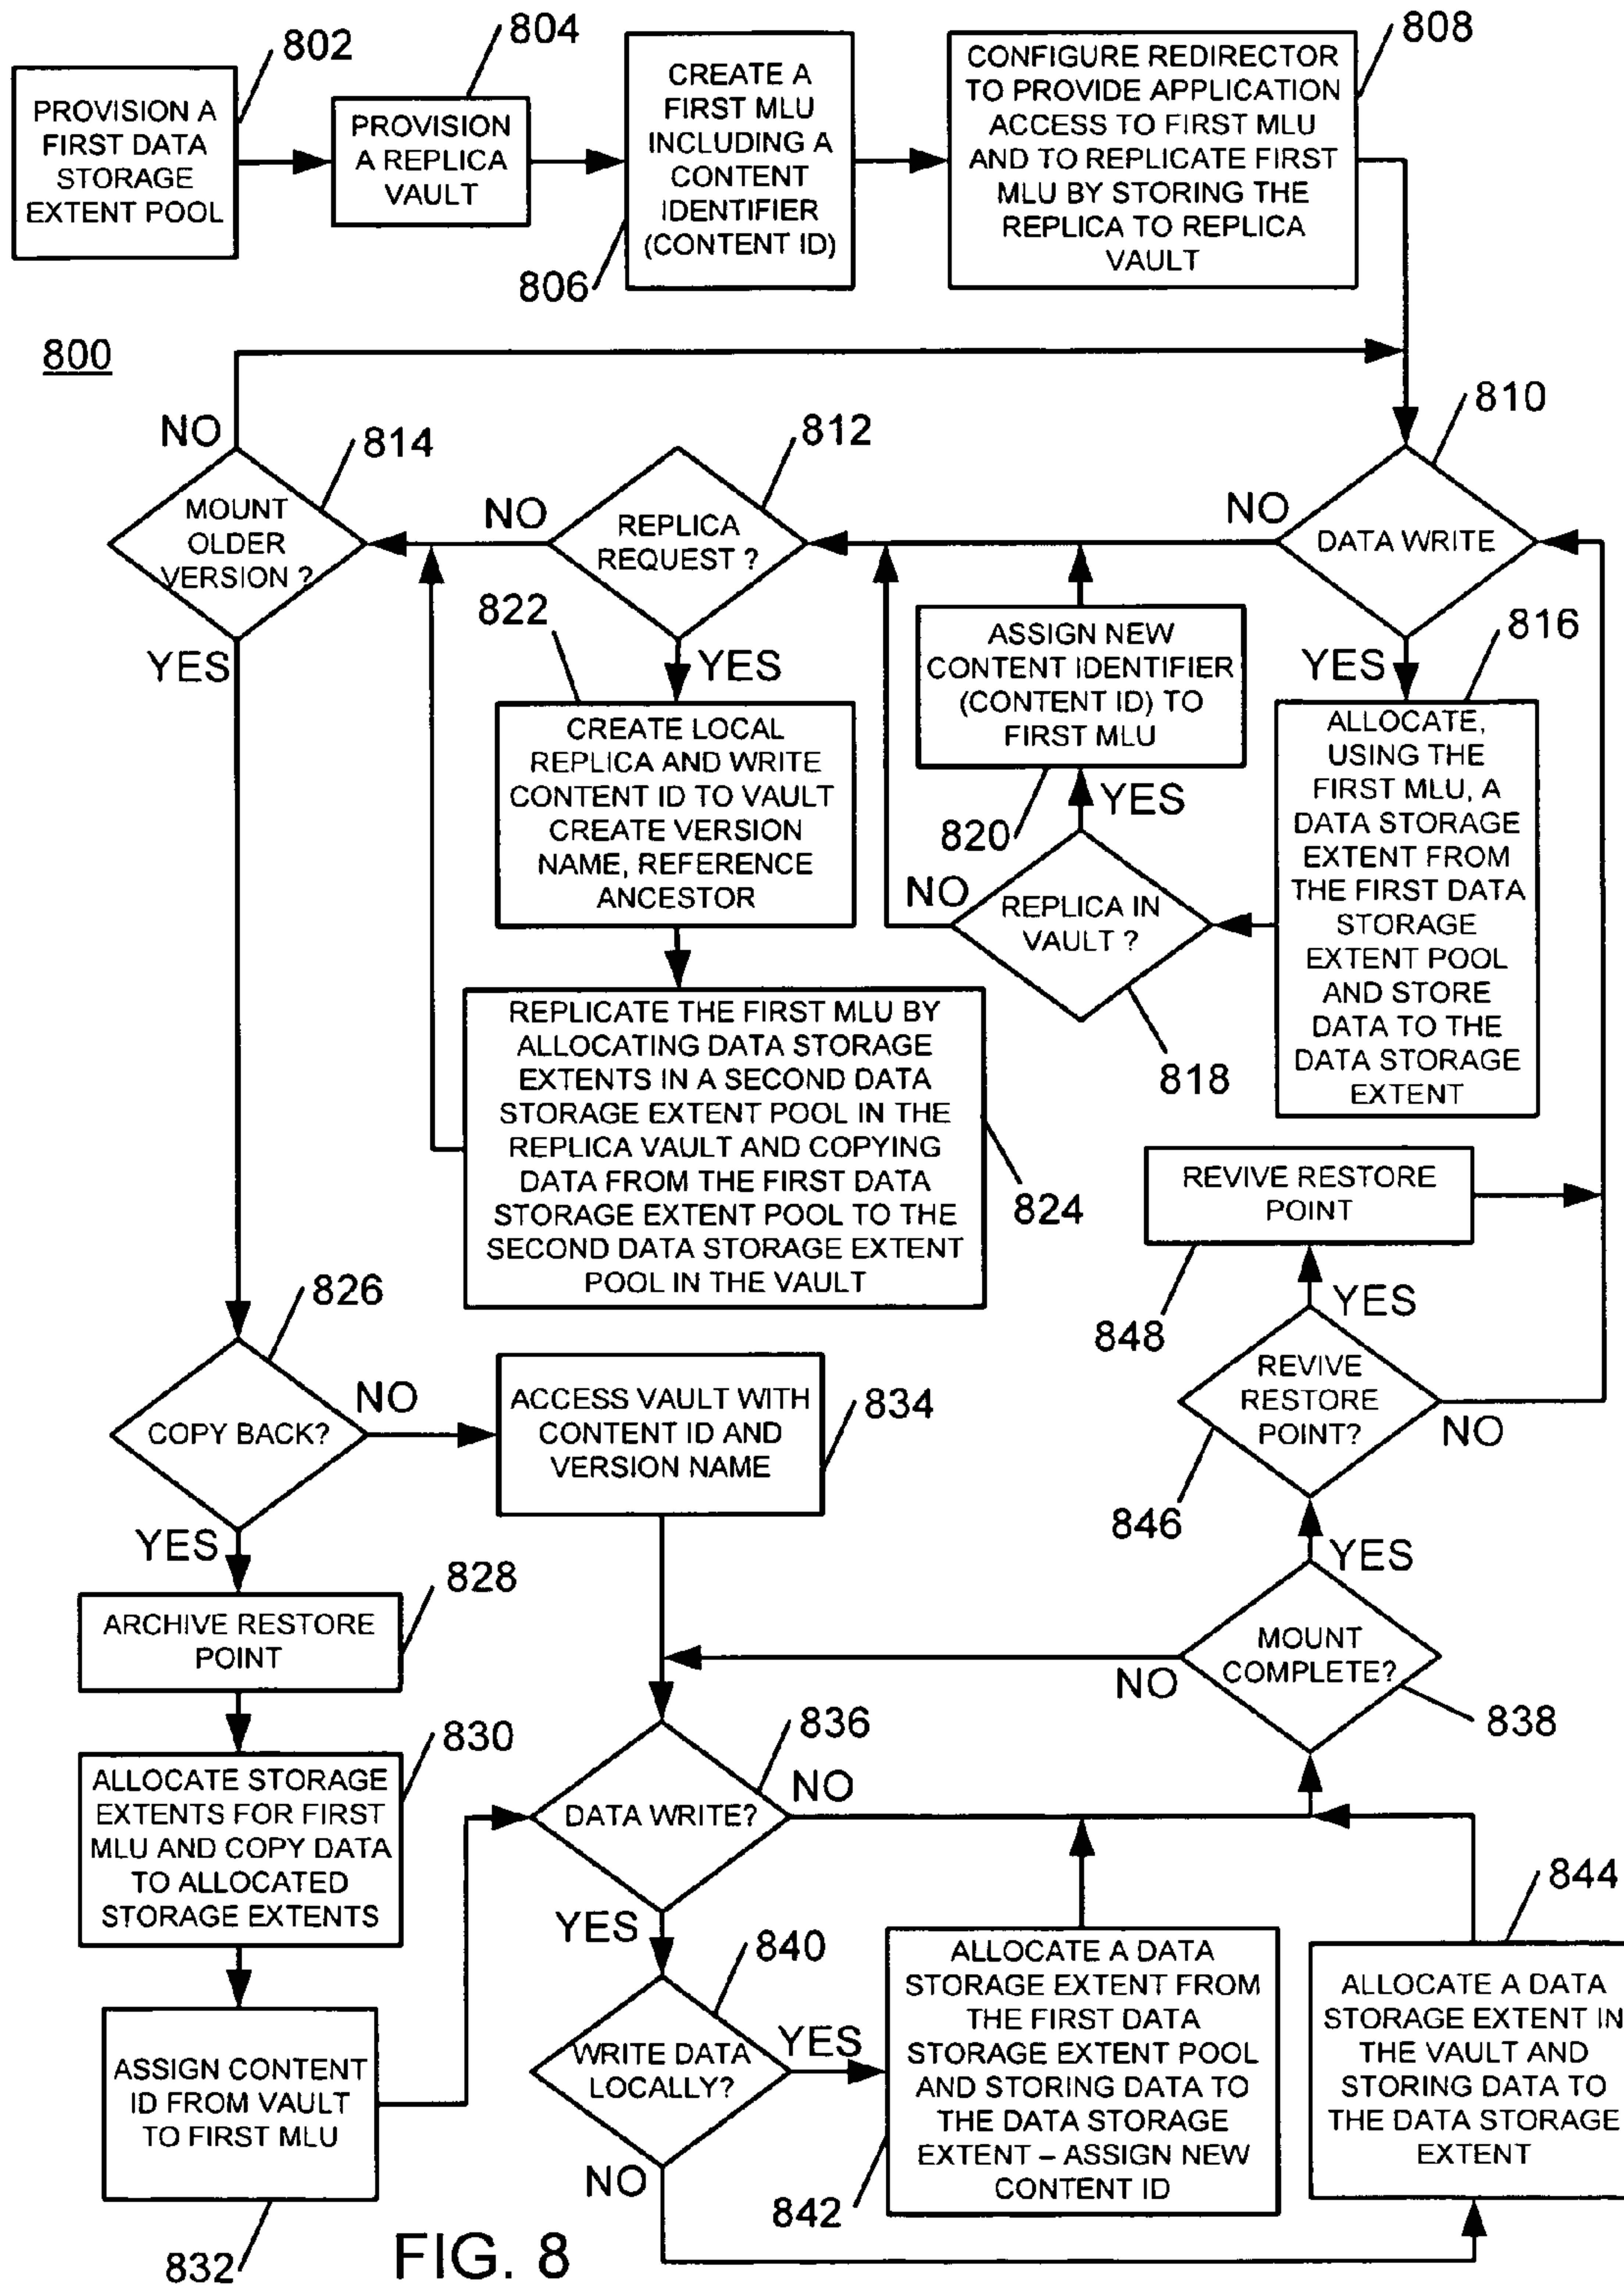 802
PROVISION A
FIRST DATA
STORAGE
EXTENT POOL
804
PROVISION
A REPLICA
VAULT
CREATE A
FIRST MLU
INCLUDING A
CONTENT
IDENTIFIER
(CONTENT ID)
806
808
CONFIGURE REDIRECTOR
TO PROVIDE APPLICATION
ACCESS TO FIRST MLU
AND TO REPLICATE FIRST
MLU BY STORING THE
REPLICA TO REPLICA
VAULT
800
NO
814
MOUNT
OLDER
VERSION ?
YES
NO
812
REPLICA
REQUEST ?
YES
NO
810
DATA WRITE
YES
822
CREATE LOCAL
REPLICA AND WRITE
CONTENT ID TO VAULT
CREATE VERSION
NAME, REFERENCE
ANCESTOR
ASSIGN NEW
CONTENT IDENTIFIER
(CONTENT ID) TO
FIRST MLU
820
YES
NO
REPLICA IN
VAULT ?
818
816
ALLOCATE,
USING THE
FIRST MLU, A
DATA STORAGE
EXTENT FROM
THE FIRST DATA
STORAGE
EXTENT POOL
AND STORE
DATA TO THE
DATA STORAGE
EXTENT
REPLICATE THE FIRST MLU BY
ALLOCATING DATA STORAGE
EXTENTS IN A SECOND DATA
STORAGE EXTENT POOL IN THE
REPLICA VAULT AND COPYING
DATA FROM THE FIRST DATA
STORAGE EXTENT POOL TO THE
SECOND DATA STORAGE EXTENT
POOL IN THE VAULT
824
REVIVE RESTORE
POINT
848
YES
REVIVE
RESTORE
POINT?
NO
846
826
COPY BACK?
NO
YES
ACCESS VAULT WITH
CONTENT ID AND
VERSION NAME
834
828
ARCHIVE RESTORE
POINT
YES
MOUNT
COMPLETE?
NO
838
830
ALLOCATE STORAGE
EXTENTS FOR FIRST
MLU AND COPY DATA
TO ALLOCATED
STORAGE EXTENTS
836
DATA WRITE?
NO
YES
ASSIGN CONTENT
ID FROM VAULT
TO FIRST MLU
832
840
WRITE DATA
LOCALLY?
YES
NO
ALLOCATE A DATA
STORAGE EXTENT FROM
THE FIRST DATA
STORAGE EXTENT POOL
AND STORING DATA TO
THE DATA STORAGE
EXTENT – ASSIGN NEW
CONTENT ID
842
844
ALLOCATE A DATA
STORAGE EXTENT IN
THE VAULT AND
STORING DATA TO
THE DATA STORAGE
EXTENT
FIG. 8